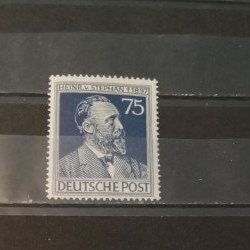 HEINR. v. STEPHAN † 1897
75
DEUTSCHE POST